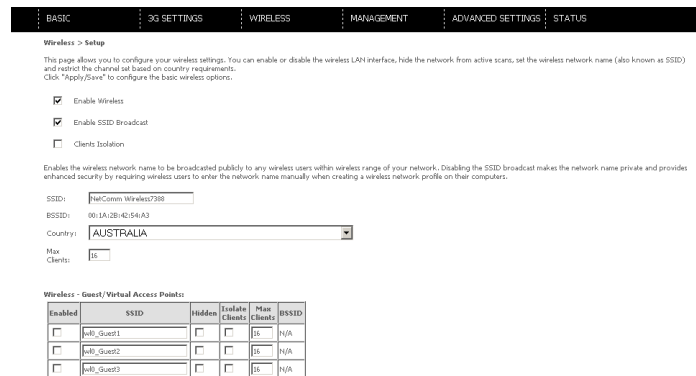 BASIC 3G SETTINGS WIRELESS MANAGEMENT ADVANCED SETTINGS STATUS
Wireless > Setup
This page allows you to configure your wireless settings. You can enable or disable the wireless LAN interface, hide the network from active scans, set the wireless network name (also known as SSID)
and restrict the channel set based on country requirements.
Click "Apply/Save" to configure the basic wireless options.
Enable Wireless
Enable SSID Broadcast
Clients Isolation
Enables the wireless network name to be broadcasted publicly to any wireless users within wireless range of your network. Disabling the SSID broadcast makes the network name private and provides
enhanced security by requiring wireless users to enter the network name manually when creating a wireless network profile on their computers.
SSID: NetComm Wireless7388
BSSID: 00:1A:2B:42:54:A3
Country: AUSTRALIA
Max Clients: 16
Wireless - Guest/Virtual Access Points:
Enabled SSID Hidden Isolate Clients Max Clients BSSID
wl0_Guest1 16 N/A
wl0_Guest2 16 N/A
wl0_Guest3 16 N/A